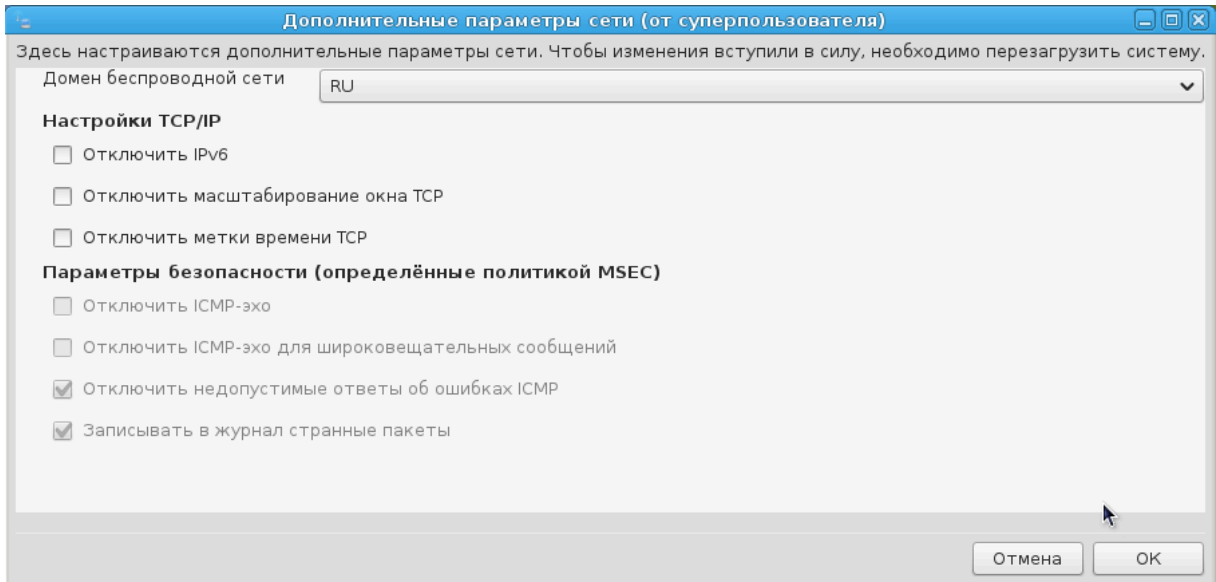 Дополнительные параметры сети (от суперпользователя)
Здесь настраиваются дополнительные параметры сети. Чтобы изменения вступили в силу, необходимо перезагрузить систему.
Домен беспроводной сети RU
Настройки TCP/IP
Отключить IPv6
Отключить масштабирование окна TCP
Отключить метки времени TCP
Параметры безопасности (определённые политикой MSEC)
Отключить ICMP-эхо
Отключить ICMP-эхо для широковещательных сообщений
Отключить недопустимые ответы об ошибках ICMP
Записывать в журнал странные пакеты
Отмена OK